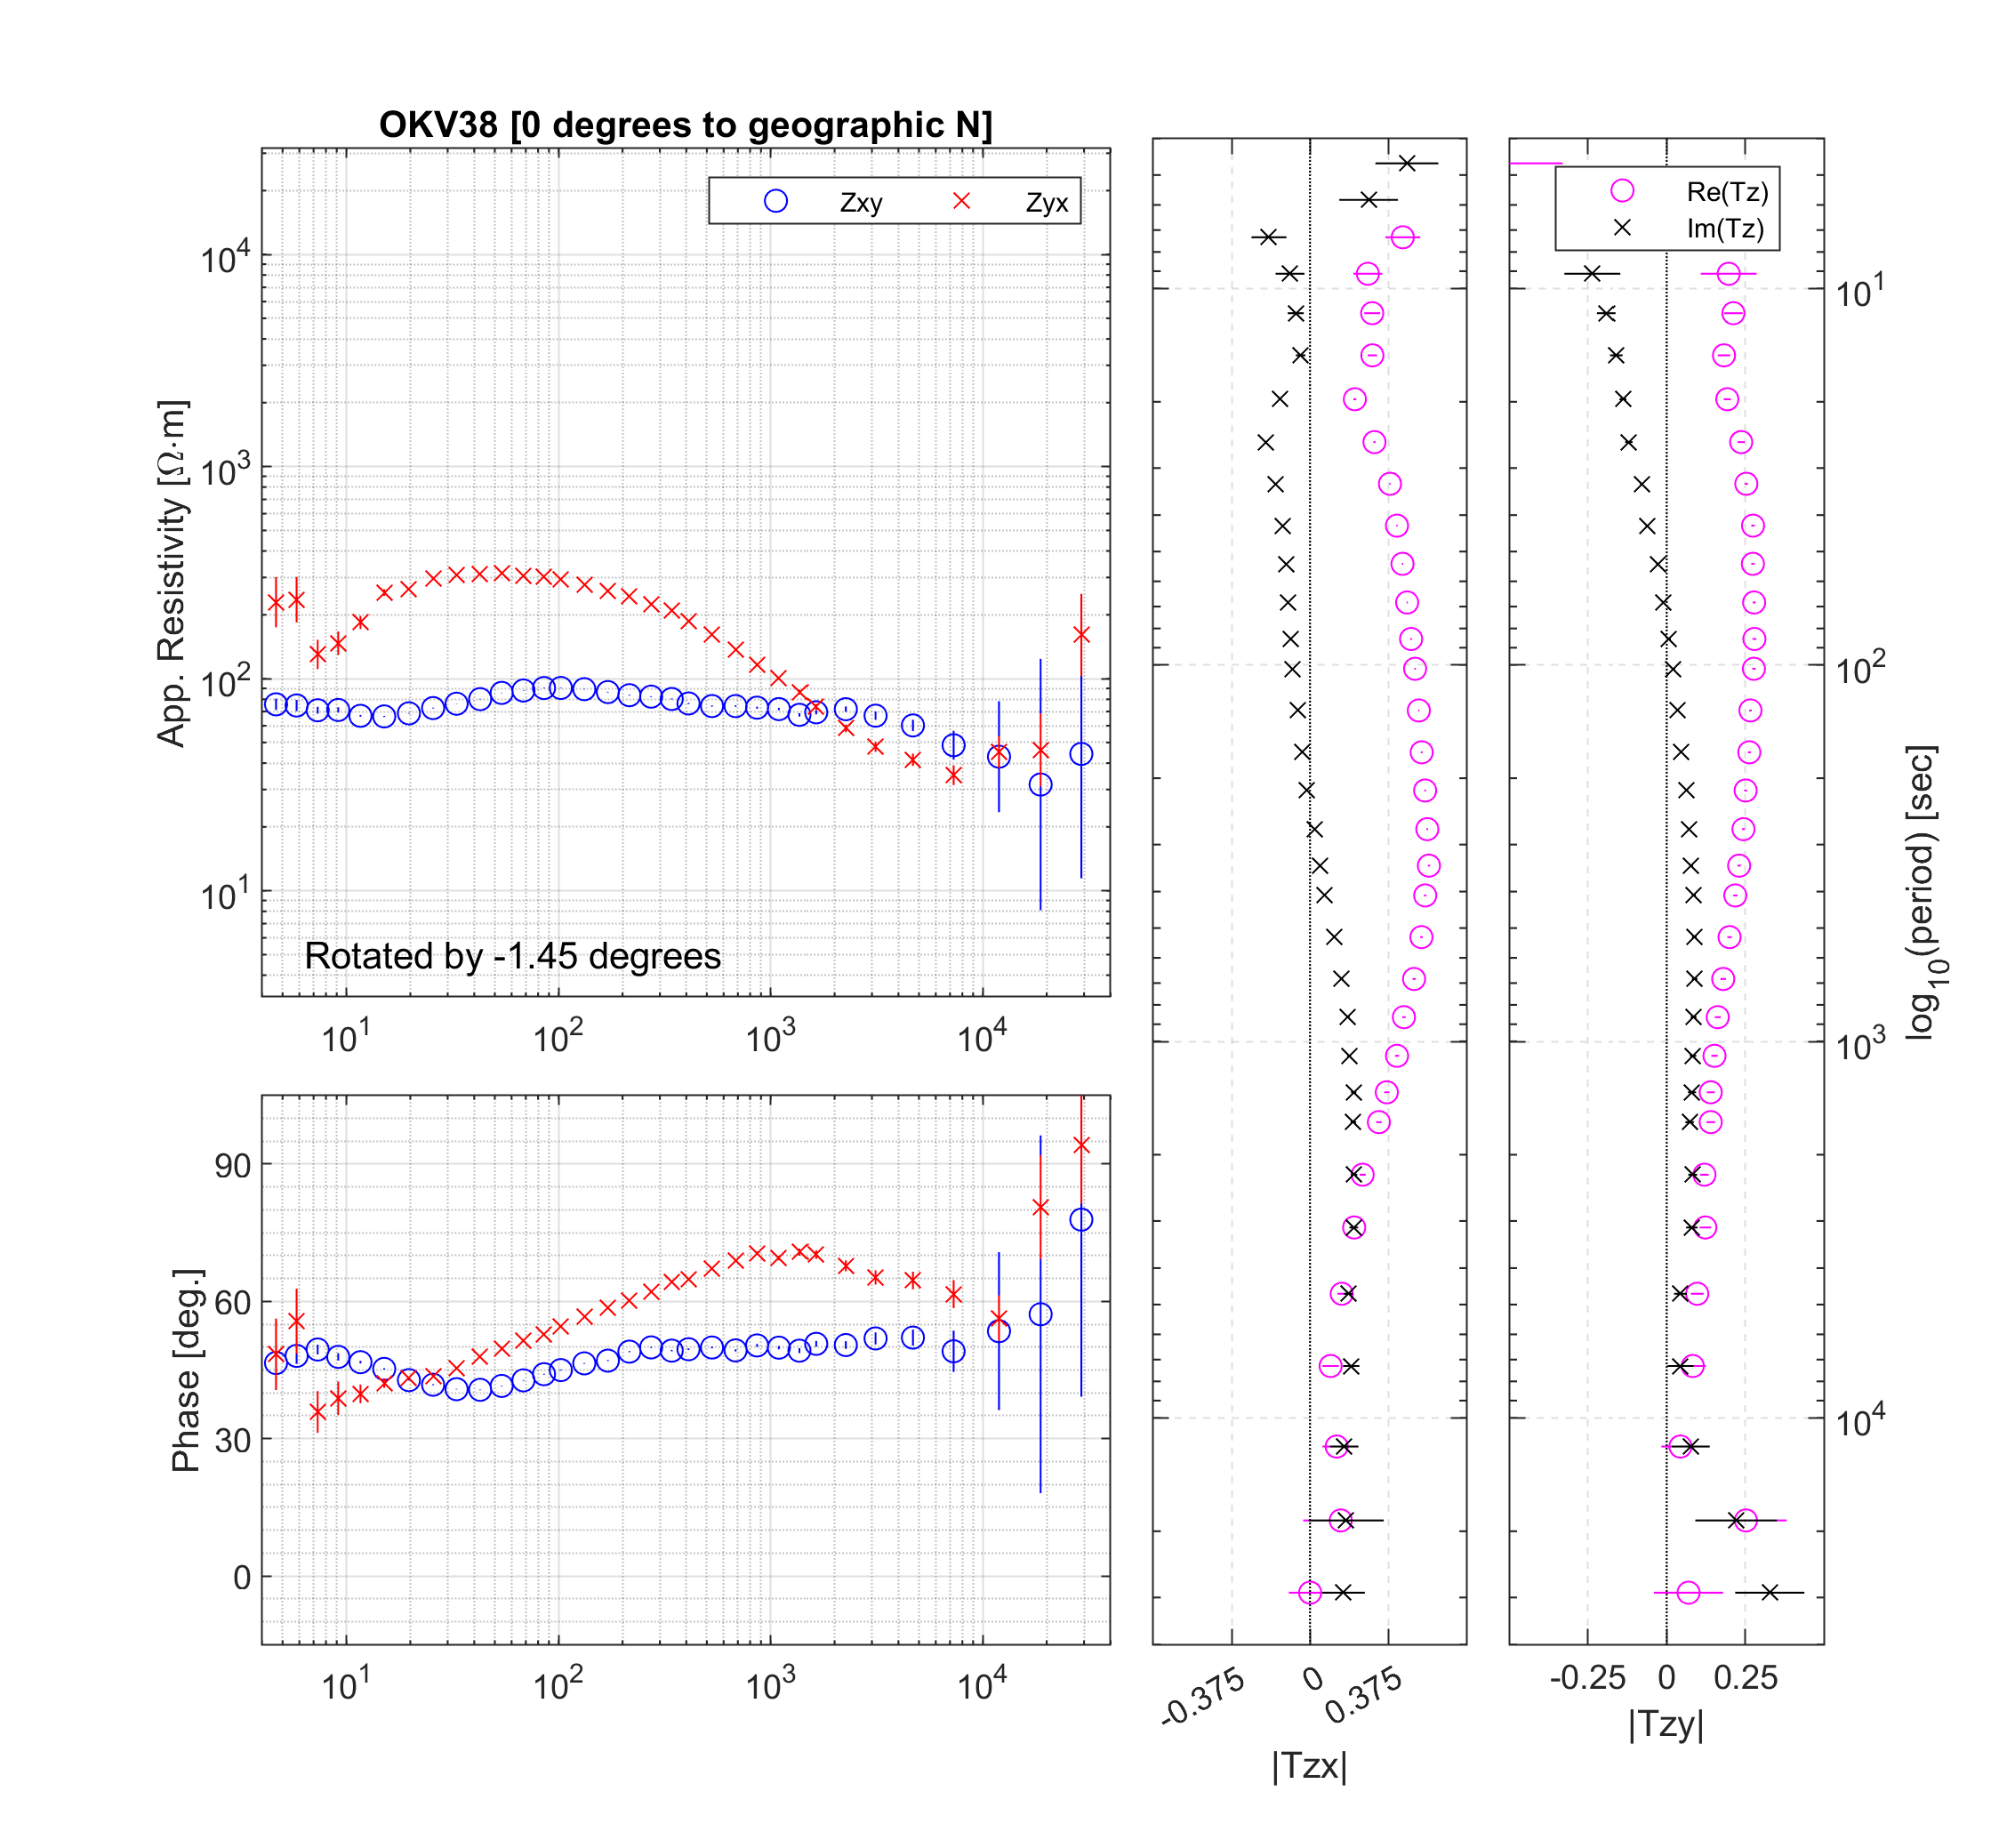 OKV38 [0 degrees to geographic N]
Zxy Zyx
App. Resistivity [Ω·m]
10^4
10^3
10^2
10^1
Rotated by -1.45 degrees
10^1 10^2 10^3 10^4
Phase [deg.]
90
60
30
0
10^1 10^2 10^3 10^4
-0.375 0 0.375
|Tzx|
Re(Tz)
Im(Tz)
10^1
10^2
10^3
10^4
log10(period) [sec]
-0.25 0 0.25
|Tzy|